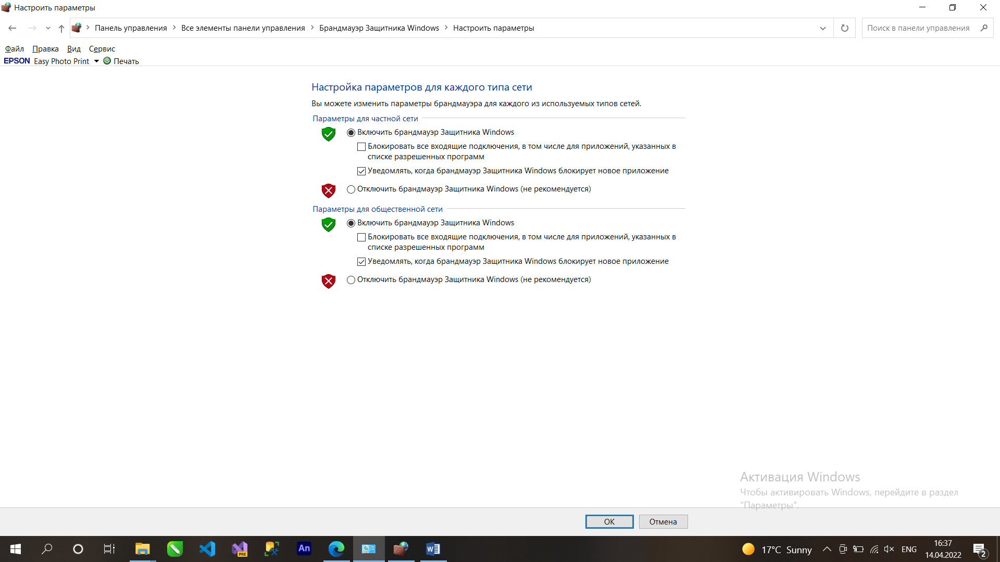 Настроить параметры
Панель управления
Все элементы панели управления
Брандмауэр Защитника Windows
Настроить параметры
Поиск в панели управления
Файл Правка Вид Сервис
EPSON Easy Photo Print Печать
Настройка параметров для каждого типа сети
Вы можете изменить параметры брандмауэра для каждого из используемых типов сетей.
Параметры для частной сети
Включить брандмауэр Защитника Windows
Блокировать все входящие подключения, в том числе для приложений, указанных в
списке разрешенных программ
Уведомлять, когда брандмауэр Защитника Windows блокирует новое приложение
Отключить брандмауэр Защитника Windows (не рекомендуется)
Параметры для общественной сети
Включить брандмауэр Защитника Windows
Блокировать все входящие подключения, в том числе для приложений, указанных в
списке разрешенных программ
Уведомлять, когда брандмауэр Защитника Windows блокирует новое приложение
Отключить брандмауэр Защитника Windows (не рекомендуется)
Активация Windows
Чтобы активировать Windows, перейдите в раздел
"Параметры".
OK Отмена
PRE
An
W
17°C Sunny
ENG
16:37
14.04.2022
2